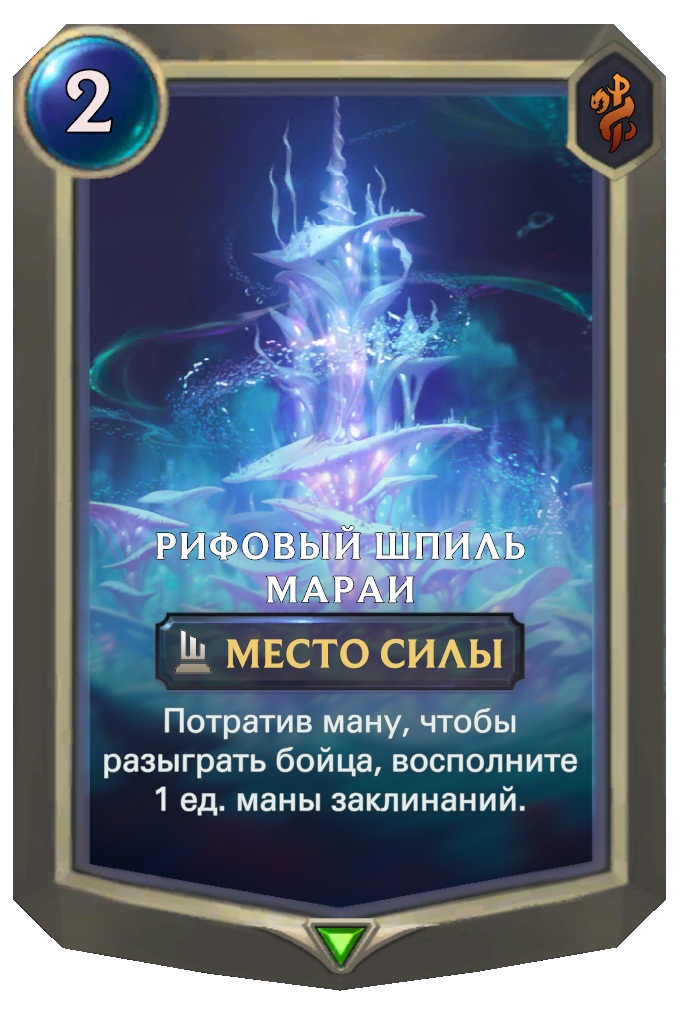 2
РИФОВЫЙ ШПИЛЬ
МАРАИ
МЕСТО СИЛЫ
Потратив ману, чтобы
разыграть бойца, восполните
1 ед. маны заклинаний.